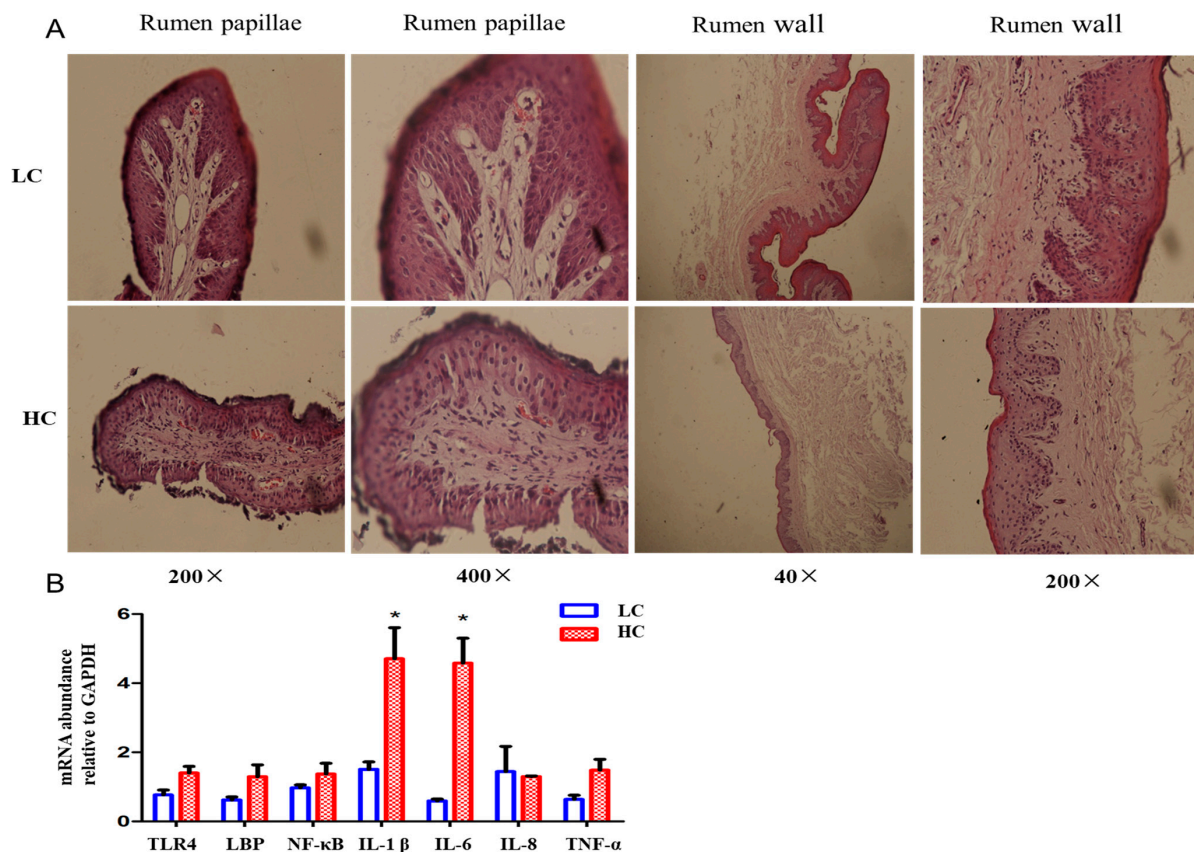 A
Rumen papillae
Rumen papillae
Rumen wall
Rumen wall
LC
HC
200×
400×
40×
200×
B
mRNA abundance
relative to GAPDH
6
4
2
0
LC
HC
*
*
TLR4
LBP
NF-κB
IL-1 β
IL-6
IL-8
TNF-α